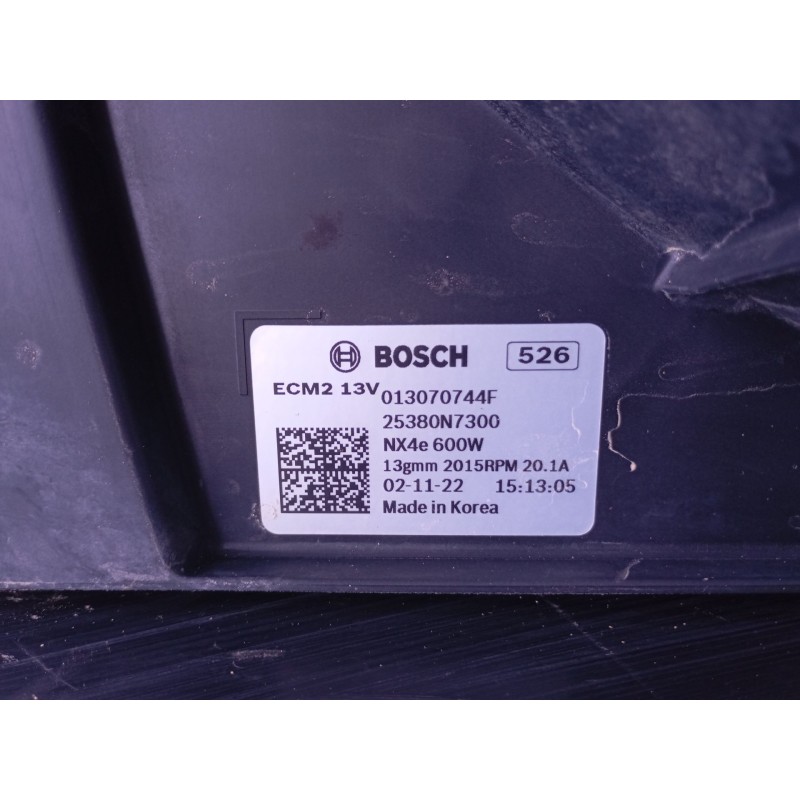 BOSCH 526
ECM2 13V 013070744F
25380N7300
NX4e 600W
13gmm 2015RPM 20.1A
02-11-22 15:13:05
Made in Korea